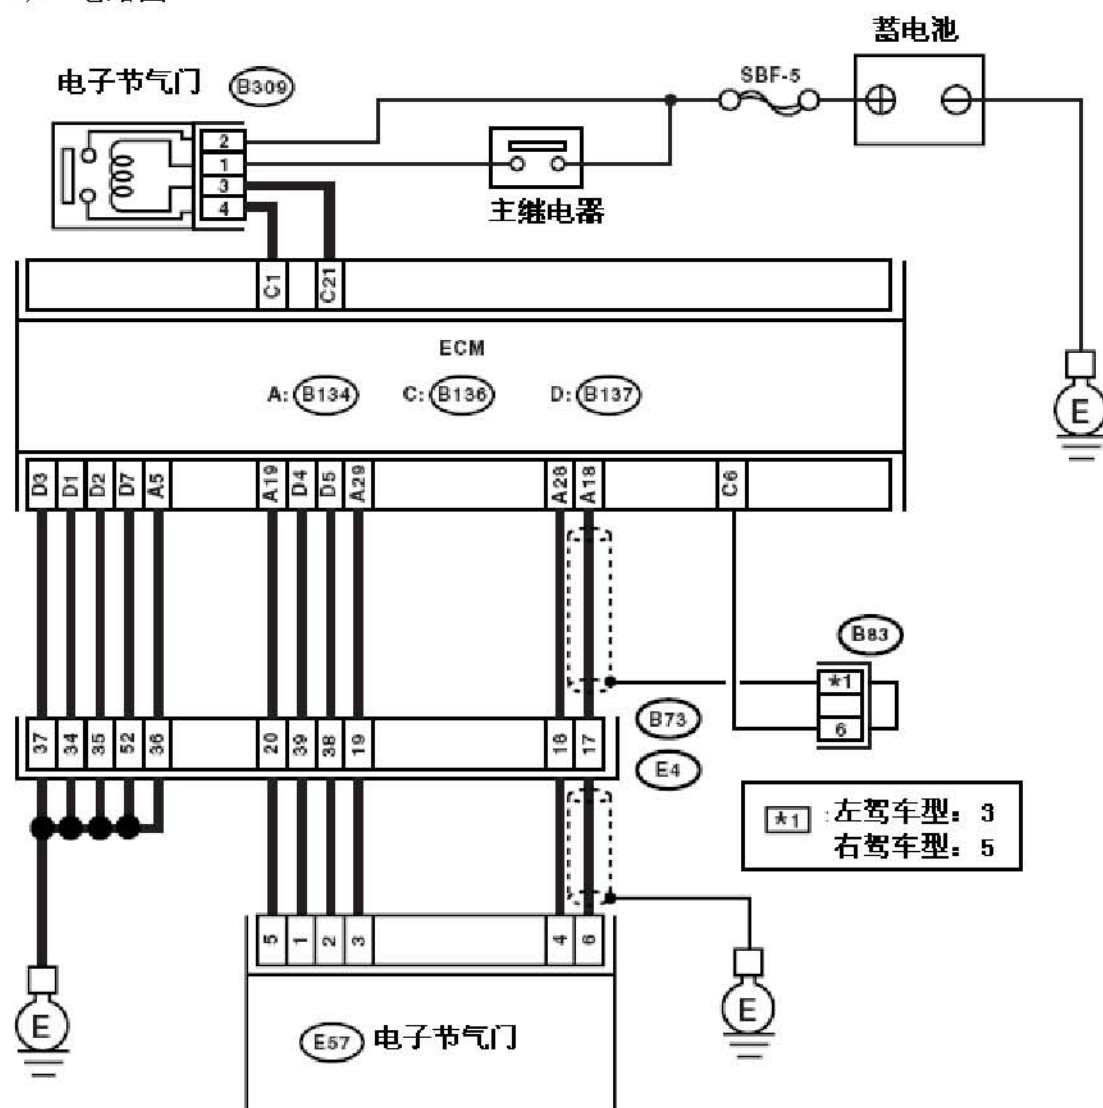 蓄电池
SBF-5
电子节气门 B309
2
1
3
4
主继电器
C1 C21
ECM
A: B134 C: B136 D: B137
D3 D1 D2 D7 A5 A19 D4 D5 A29 A28 A18 C6
E
B83
*1
6
B73
E4
37 34 35 52 36 20 39 38 19 18 17
*1 : 左驾车型：3
右驾车型：5
5 1 2 3 4 6
E
E
E57 电子节气门